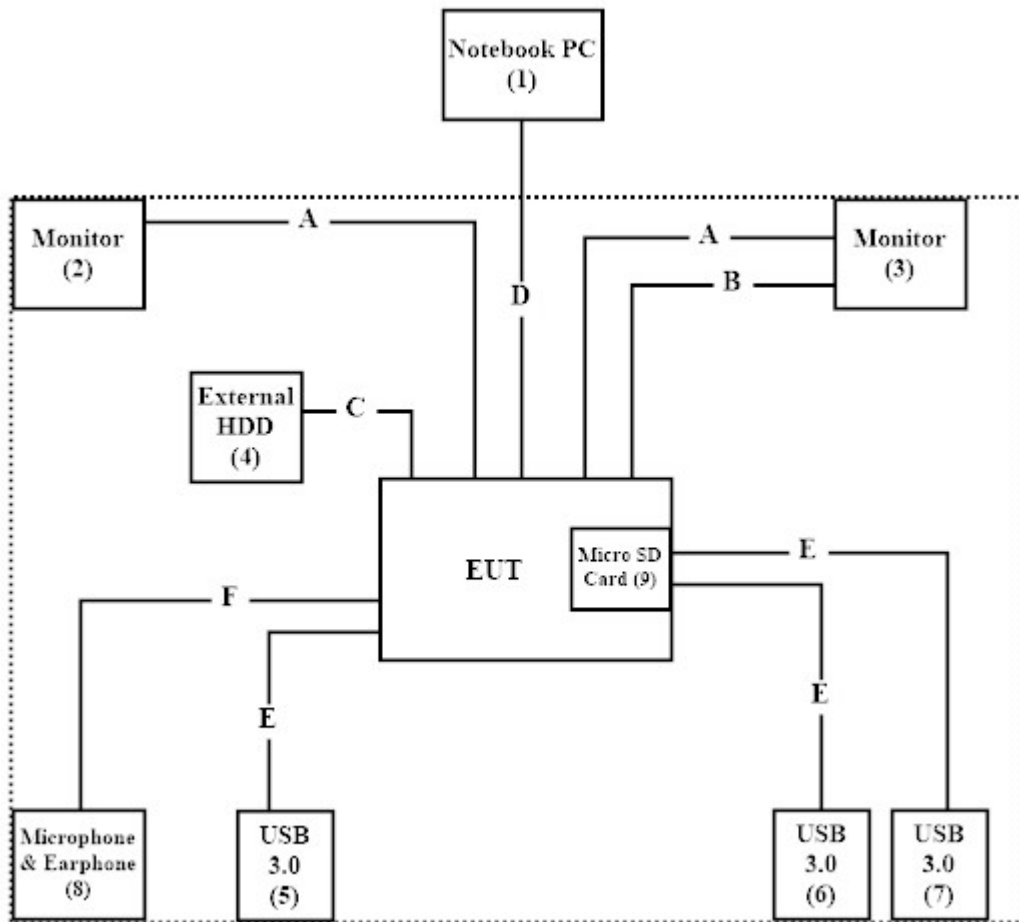 Notebook PC
(1)
A
A
Monitor
(2)
Monitor
(3)
B
D
External
HDD
(4)
C
EUT
Micro SD
Card (9)
E
F
E
E
Microphone
& Earphone
(8)
USB
3.0
(5)
USB
3.0
(6)
USB
3.0
(7)